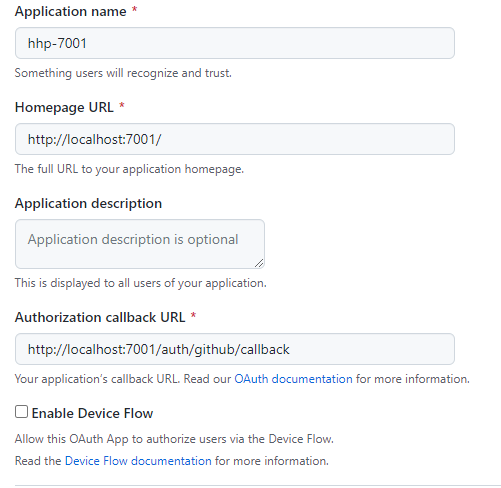 Application name *
hhp-7001
Something users will recognize and trust.
Homepage URL *
http://localhost:7001/
The full URL to your application homepage.
Application description
Application description is optional
This is displayed to all users of your application.
Authorization callback URL *
http://localhost:7001/auth/github/callback
Your application's callback URL. Read our OAuth documentation for more information.
Enable Device Flow
Allow this OAuth App to authorize users via the Device Flow.
Read the Device Flow documentation for more information.